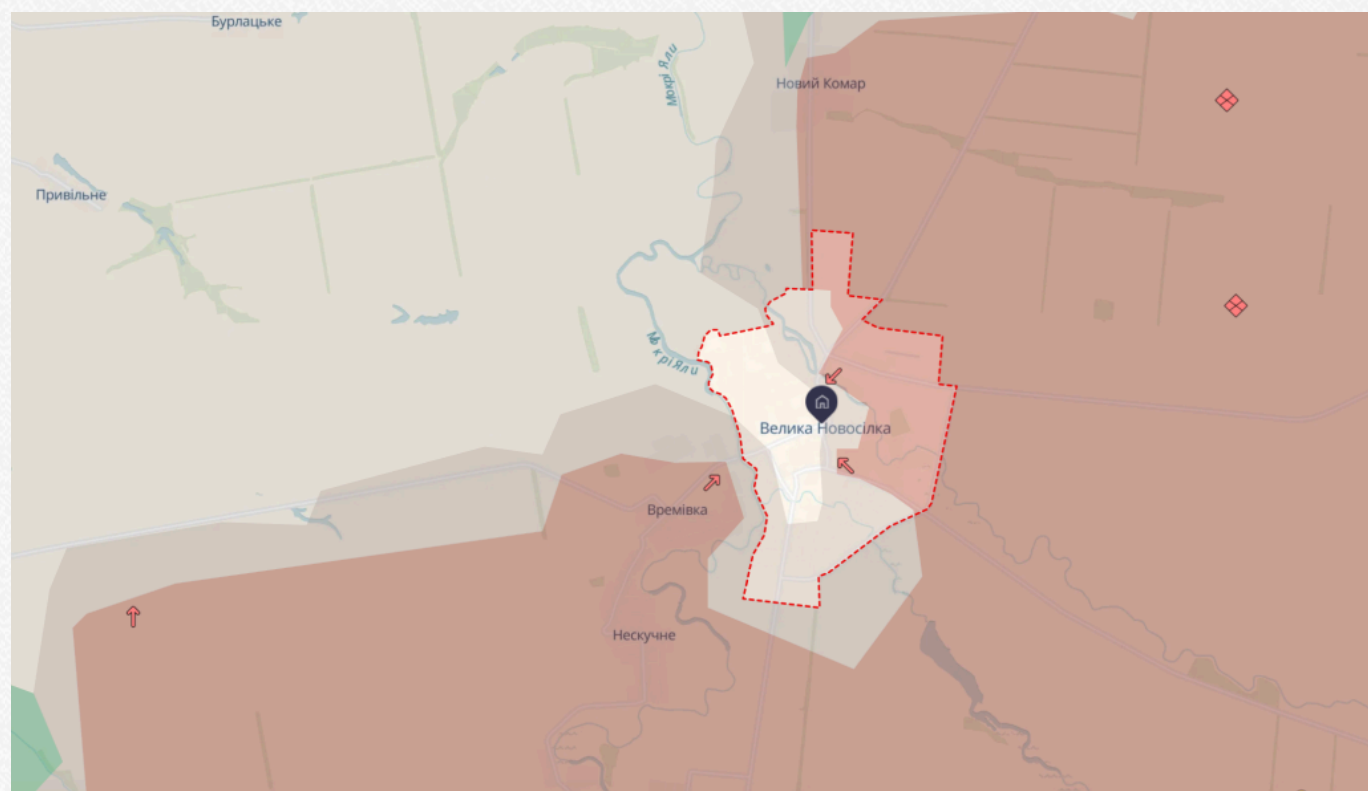 Бурлацьке
Мокрі Яли
Новий Комар
Привільне
Мокрі Яли
Велика Новосілка
Времівка
Нескучне